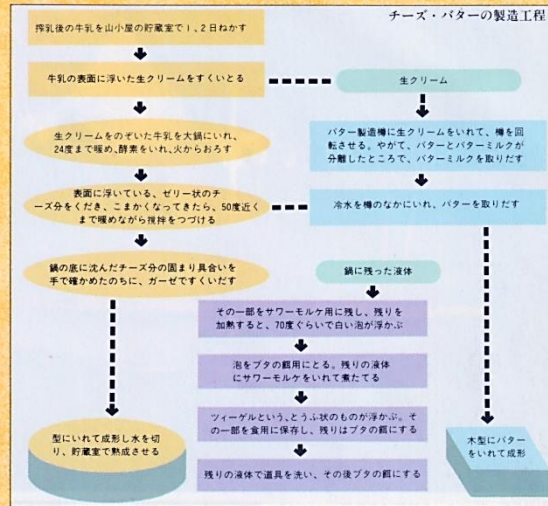 チーズ・バターの製造工程
搾乳後の牛乳を山小屋の貯蔵室で1、2日ねかす
牛乳の表面に浮いた生クリームをすくいとる
生クリームをのぞいた牛乳を大鍋にいれ、
24度まで暖め、酵素をいれ、火からおろす
表面に浮いている、ゼリー状のチ
ーズ分をくだき、こまかくなってきたら、50度近く
まで暖めながら撹拌をつづける
鍋の底に沈んだチーズ分の固まり具合いを
手で確かめたのちに、ガーゼですくいだす
型にいれて成形し水を切
り、貯蔵室で熟成させる
生クリーム
バター製造樽に生クリームをいれて、樽を回
転させる。やがて、バターとバターミルクが
分離したところで、バターミルクを取りだす
冷水を樽のなかにいれ、バターを取りだす
木型にバター
をいれて成形
鍋に残った液体
その一部をサワーモルケ用に残し、残りを
加熱すると、70度ぐらいで白い泡が浮かぶ
泡をブタの餌用にとる。残りの液体
にサワーモルケをいれて煮たてる
ツィーゲルという、とうふ状のものが浮かぶ。そ
の一部を食用に保存し、残りはブタの餌にする
残りの液体で道具を洗い、その後ブタの餌にする